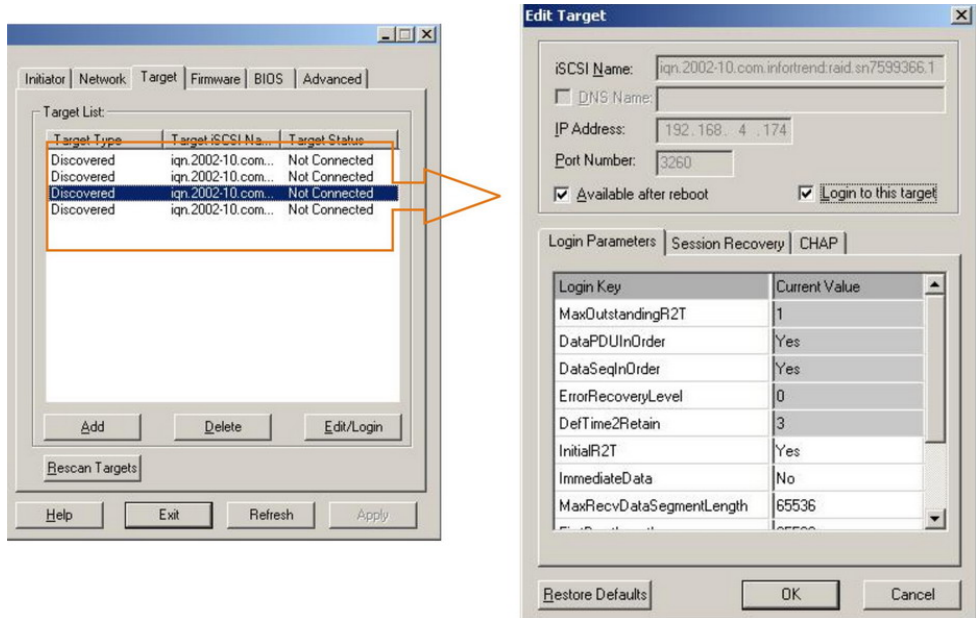 Initiator Network Target Firmware BIOS Advanced
Target List:
Target Type Target iSCSI Na... Target Status
Discovered iqn.2002-10.com... Not Connected
Discovered iqn.2002-10.com... Not Connected
Discovered iqn.2002-10.com... Not Connected
Discovered iqn.2002-10.com... Not Connected
Add Delete Edit/Login
Rescan Targets
Help Exit Refresh Apply
Edit Target
iSCSI Name: iqn.2002-10.com.infortrend:raid.sn7599366.1
DNS Name:
IP Address: 192.168. 4 .174
Port Number: 3260
Available after reboot Login to this target
Login Parameters Session Recovery CHAP
Login Key Current Value
MaxOutstandingR2T 1
DataPDUInOrder Yes
DataSeqInOrder Yes
ErrorRecoveryLevel 0
DefTime2Retain 3
InitialR2T Yes
ImmediateData No
MaxRecvDataSegmentLength 65536
Restore Defaults OK Cancel